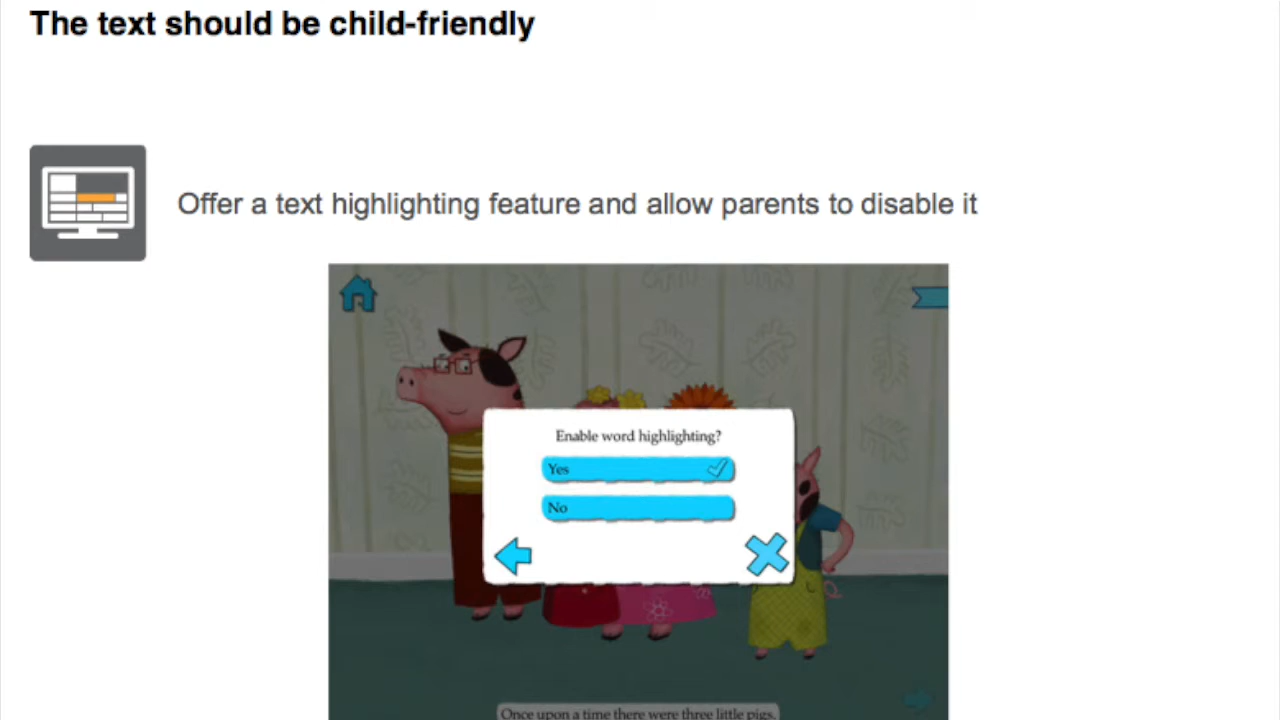 The text should be child-friendly
Offer a text highlighting feature and allow parents to disable it
Enable word highlighting?
Yes
No
Once upon a time there were three little pigs.